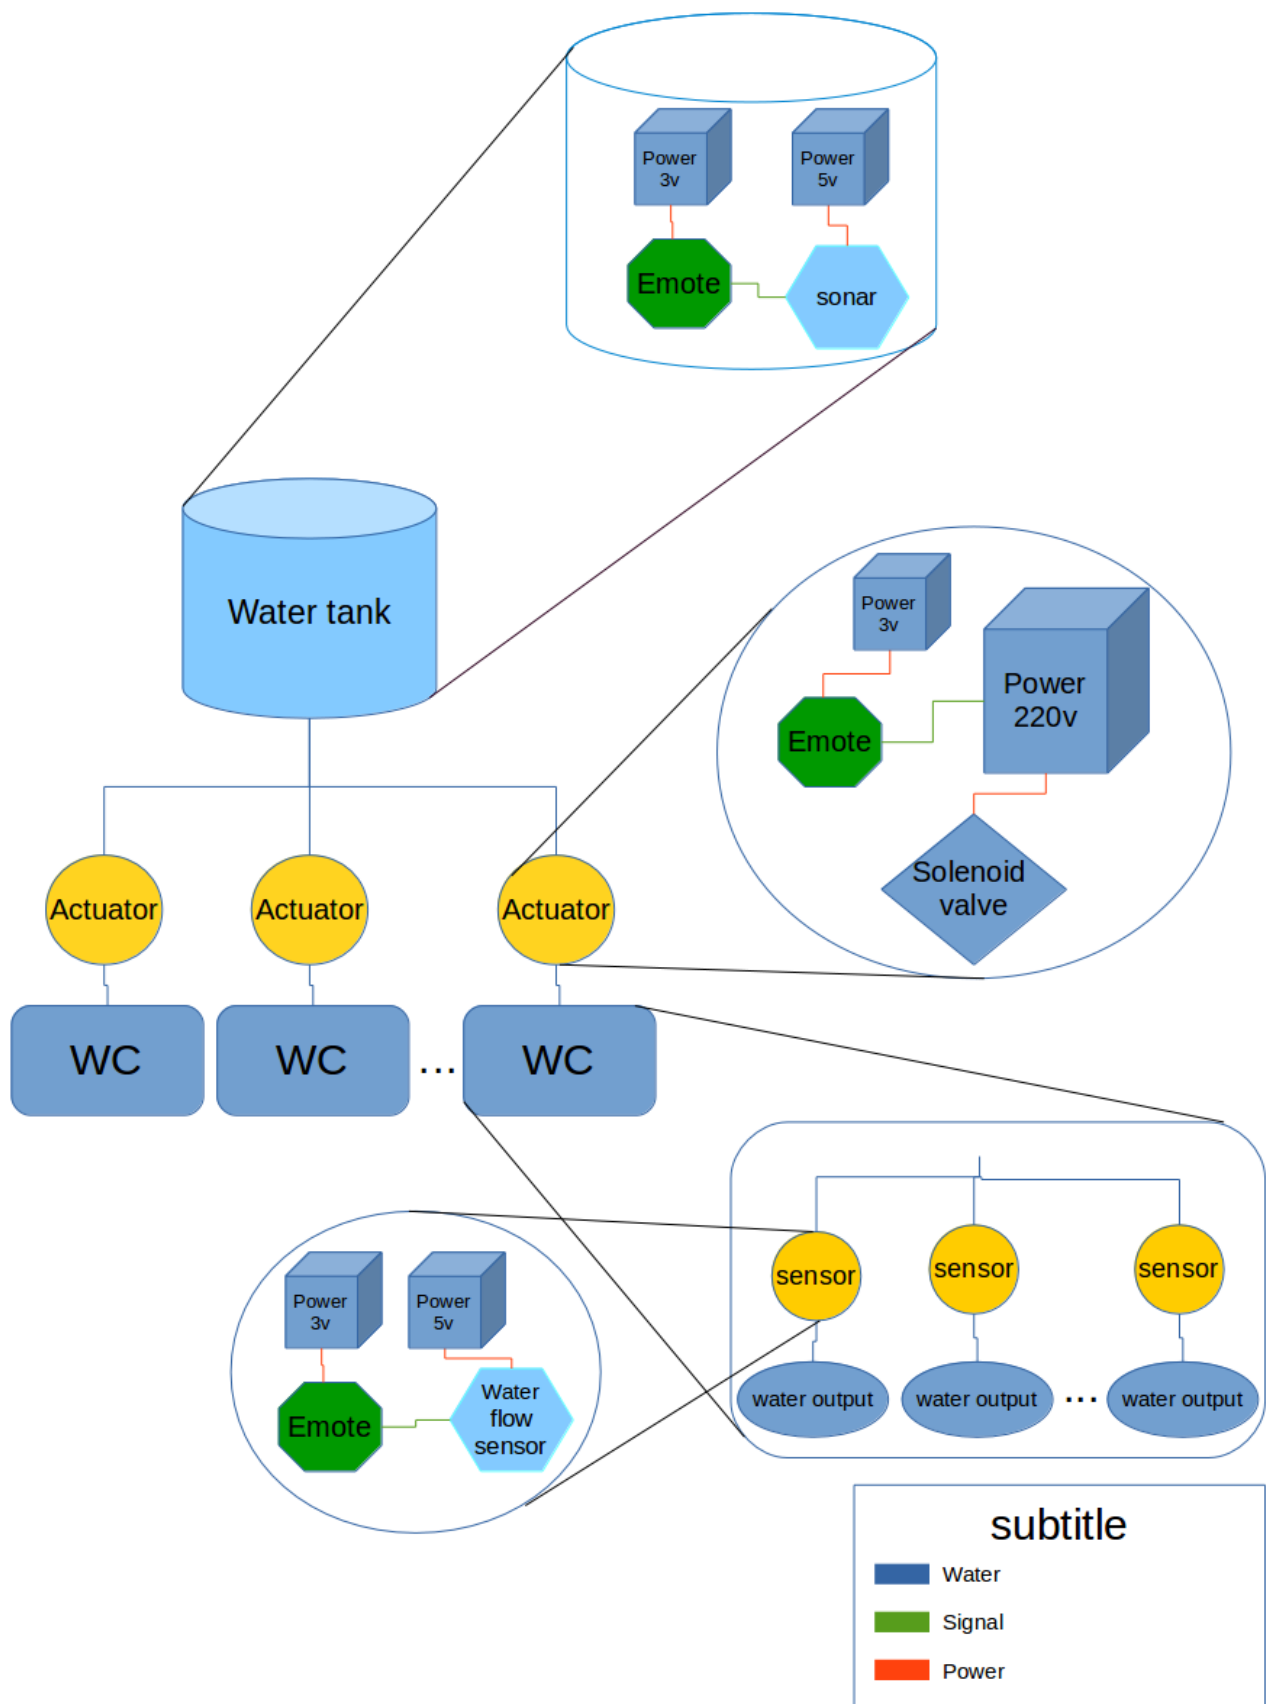 Power
3v
Power
5v
Emote
sonar
Water tank
Power
3v
Power
220v
Emote
Solenoid
valve
Actuator
Actuator
Actuator
WC
WC
...
WC
sensor
sensor
sensor
water output
water output
...
water output
Power
3v
Power
5v
Emote
Water
flow
sensor
subtitle
Water
Signal
Power